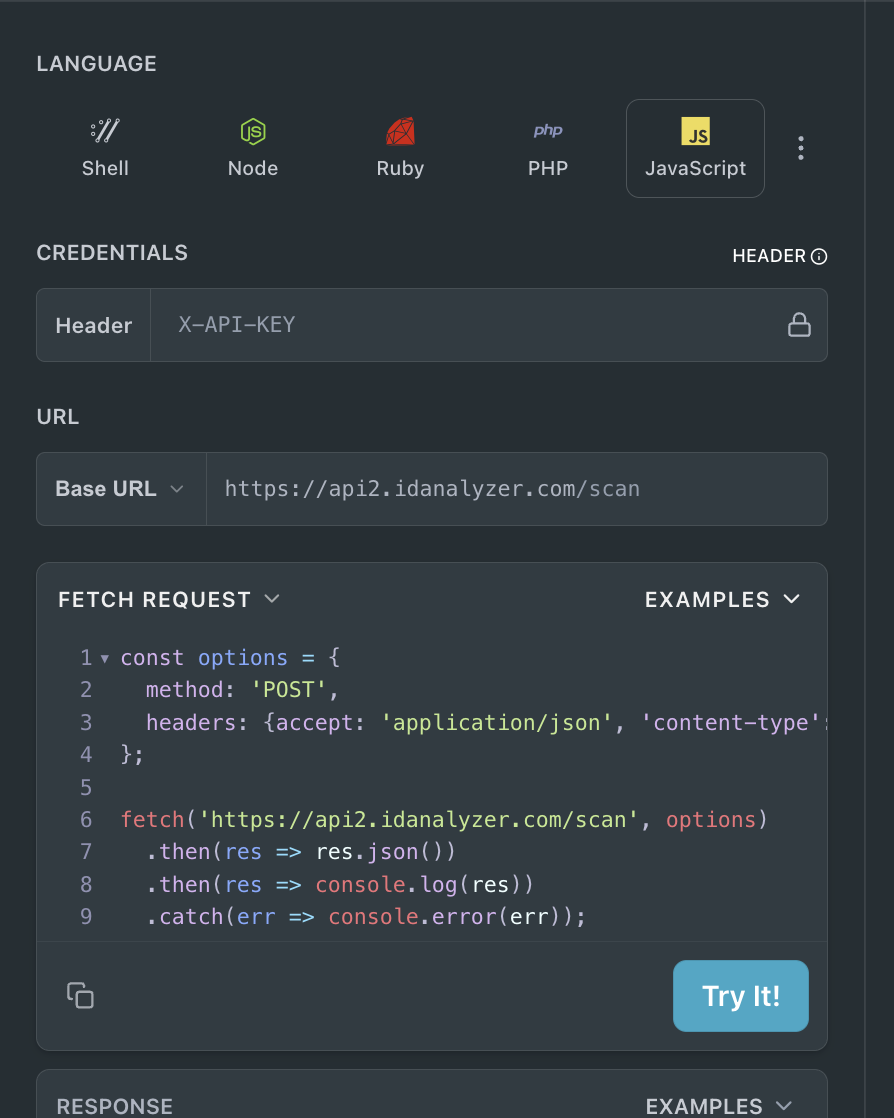 LANGUAGE
Shell
Node
Ruby
php
PHP
JS
JavaScript
CREDENTIALS
HEADER
Header X-API-KEY
URL
Base URL https://api2.idanalyzer.com/scan
FETCH REQUEST EXAMPLES
1 const options = {
2 method: 'POST',
3 headers: {accept: 'application/json', 'content-type':
4 };
5
6 fetch('https://api2.idanalyzer.com/scan', options)
7 .then(res => res.json())
8 .then(res => console.log(res))
9 .catch(err => console.error(err));
Try It!
RESPONSE EXAMPLES